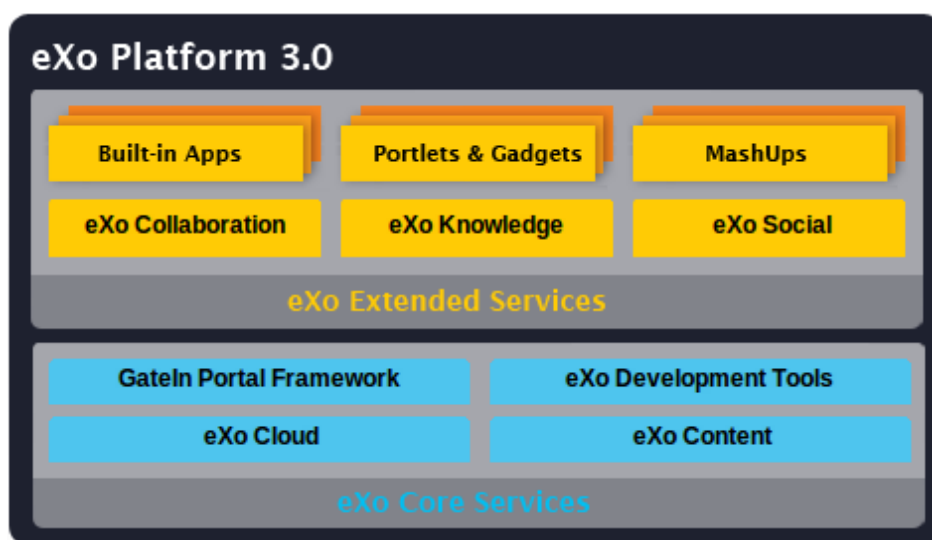 eXo Platform 3.0
Built-in Apps
Portlets & Gadgets
MashUps
eXo Collaboration
eXo Knowledge
eXo Social
eXo Extended Services
GateIn Portal Framework
eXo Development Tools
eXo Cloud
eXo Content
eXo Core Services